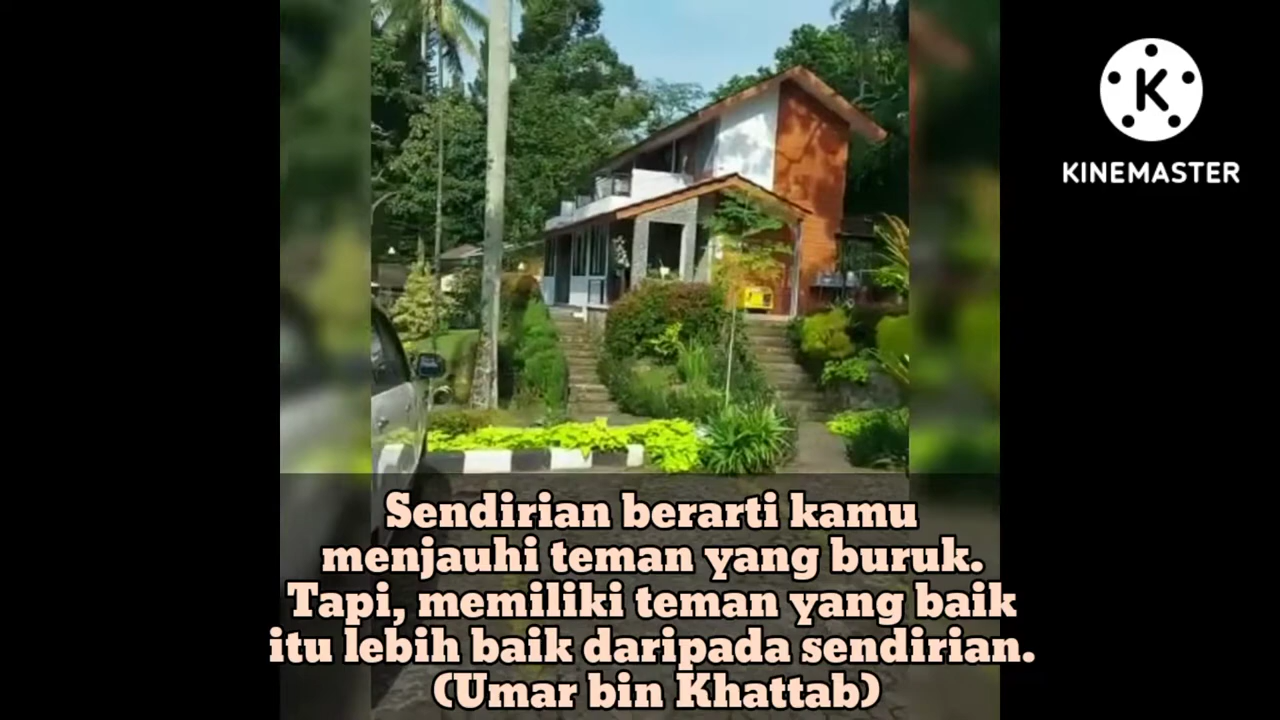 KINEMASTER
Sendirian berarti kamu
menjauhi teman yang buruk.
Tapi, memiliki teman yang baik
itu lebih baik daripada sendirian.
(Umar bin Khattab)